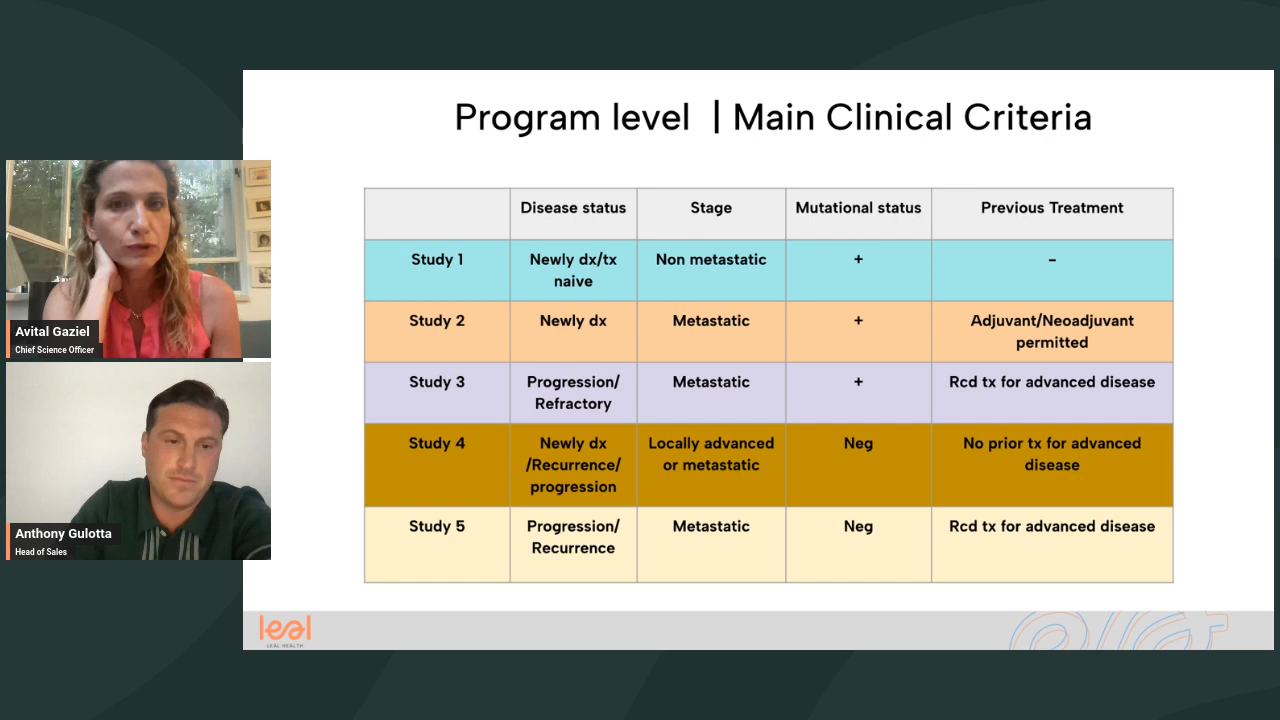 Program level | Main Clinical Criteria
Disease status
Stage
Mutational status
Previous Treatment
Study 1
Newly dx/tx
naive
Non metastatic
+
-
Study 2
Newly dx
Metastatic
+
Adjuvant/Neoadjuvant
permitted
Study 3
Progression/
Refractory
Metastatic
+
Rcd tx for advanced disease
Study 4
Newly dx
/Recurrence/
progression
Locally advanced
or metastatic
Neg
No prior tx for advanced
disease
Study 5
Progression/
Recurrence
Metastatic
Neg
Rcd tx for advanced disease
Avital Gaziel
Chief Science Officer
Anthony Gulotta
Head of Sales
leal
LEAL HEALTH